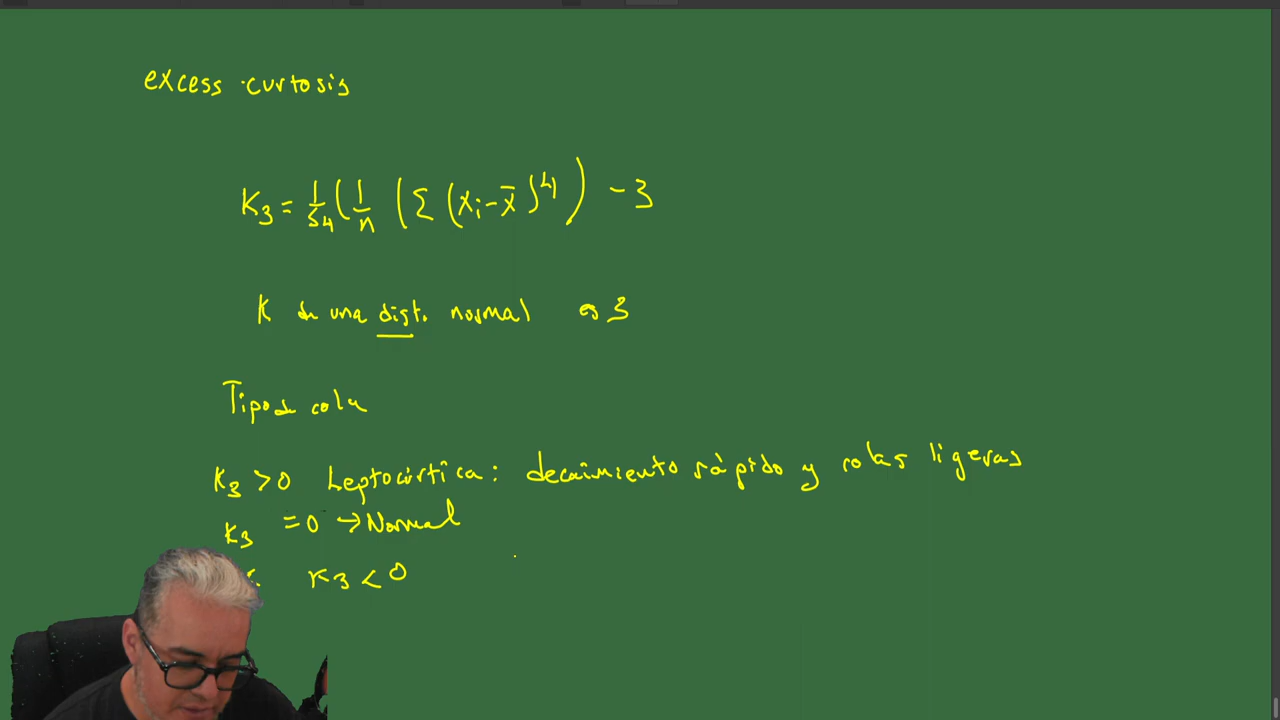 excess curtosis
K3 = 1/S4 ( 1/n ( Σ (xi - x̄ )^4 ) - 3
K de una dist. normal es 3
Tipo de cola
K3 > 0 Leptocúrtica: decaimiento rápido y colas ligeras
K3 = 0 → Normal
K3 < 0